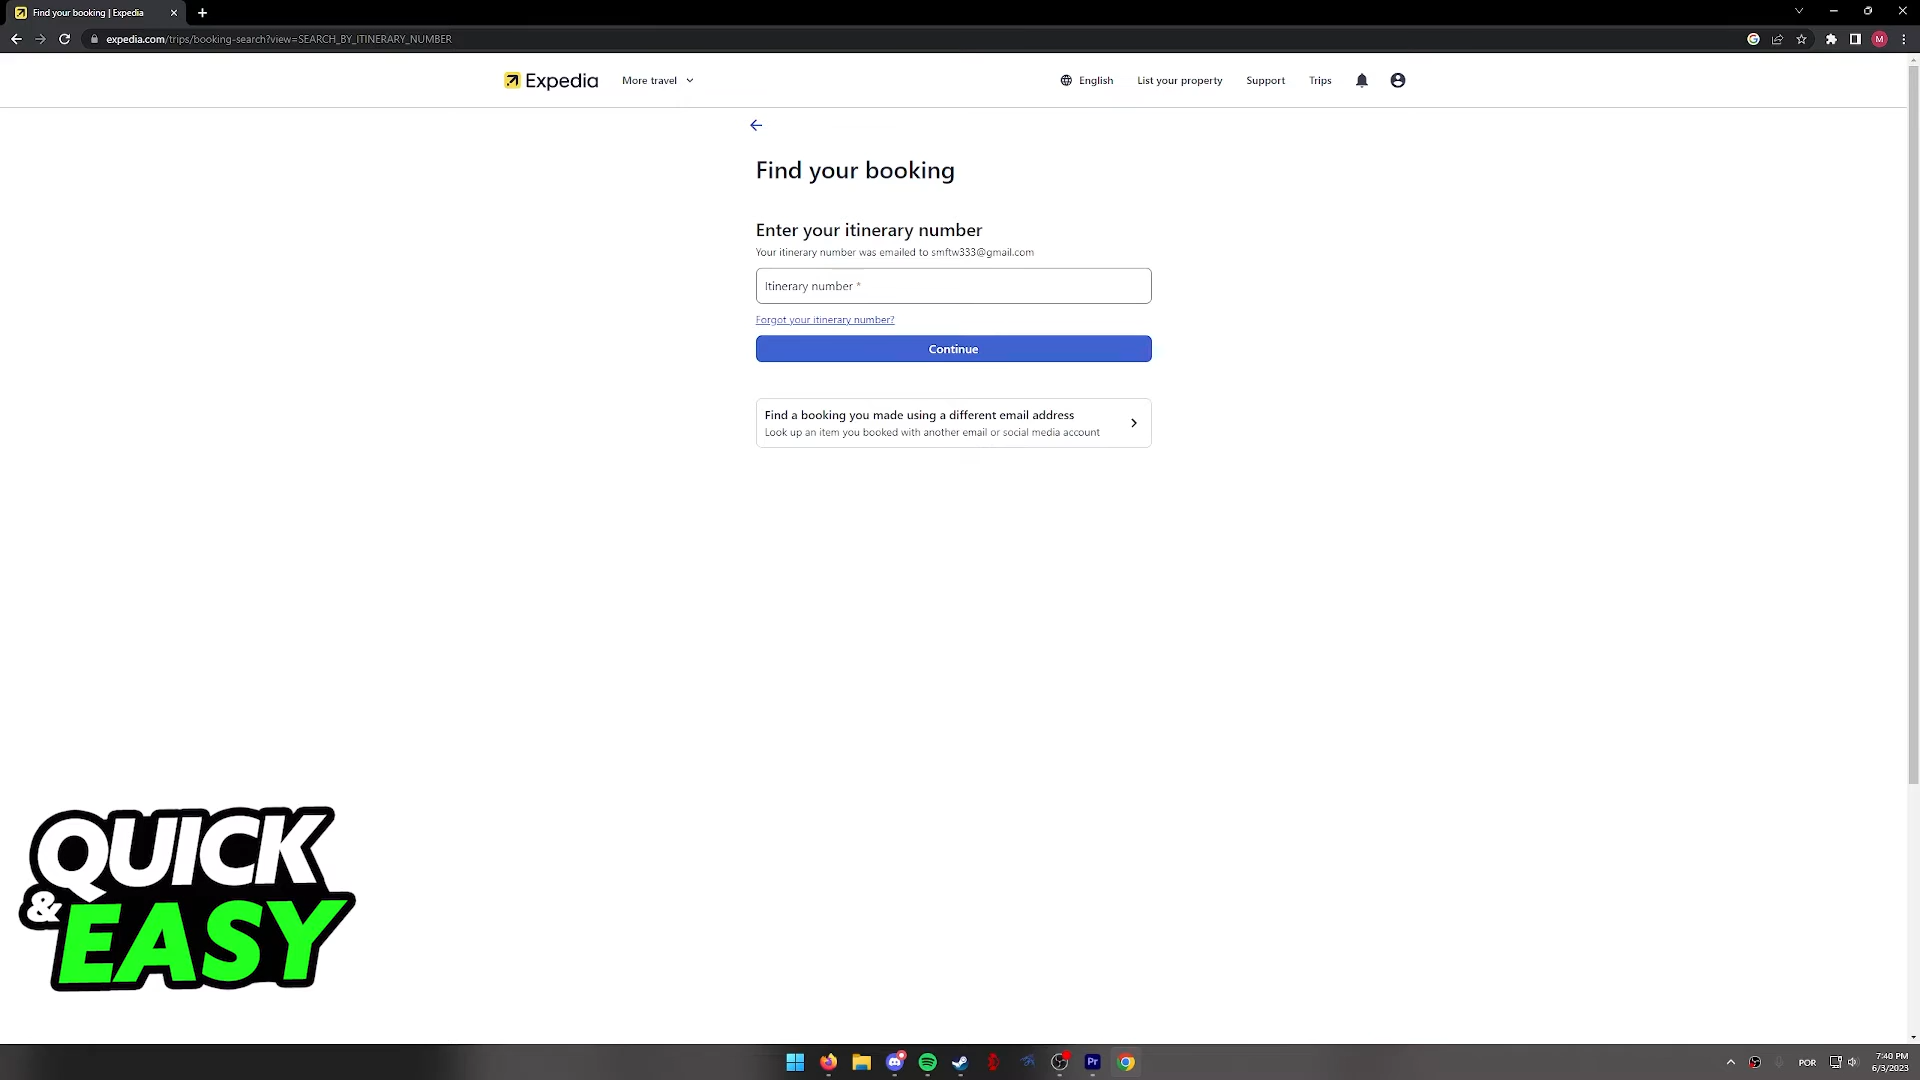 Find your booking | Expedia
expedia.com/trips/booking-search?view=SEARCH_BY_ITINERARY_NUMBER
M
Expedia
More travel
English
List your property
Support
Trips
Find your booking
Enter your itinerary number
Your itinerary number was emailed to smftw333@gmail.com
Itinerary number *
Forgot your itinerary number?
Continue
Find a booking you made using a different email address
Look up an item you booked with another email or social media account
QUICK
& EASY
Pr
POR
7:40 PM
6/3/2023